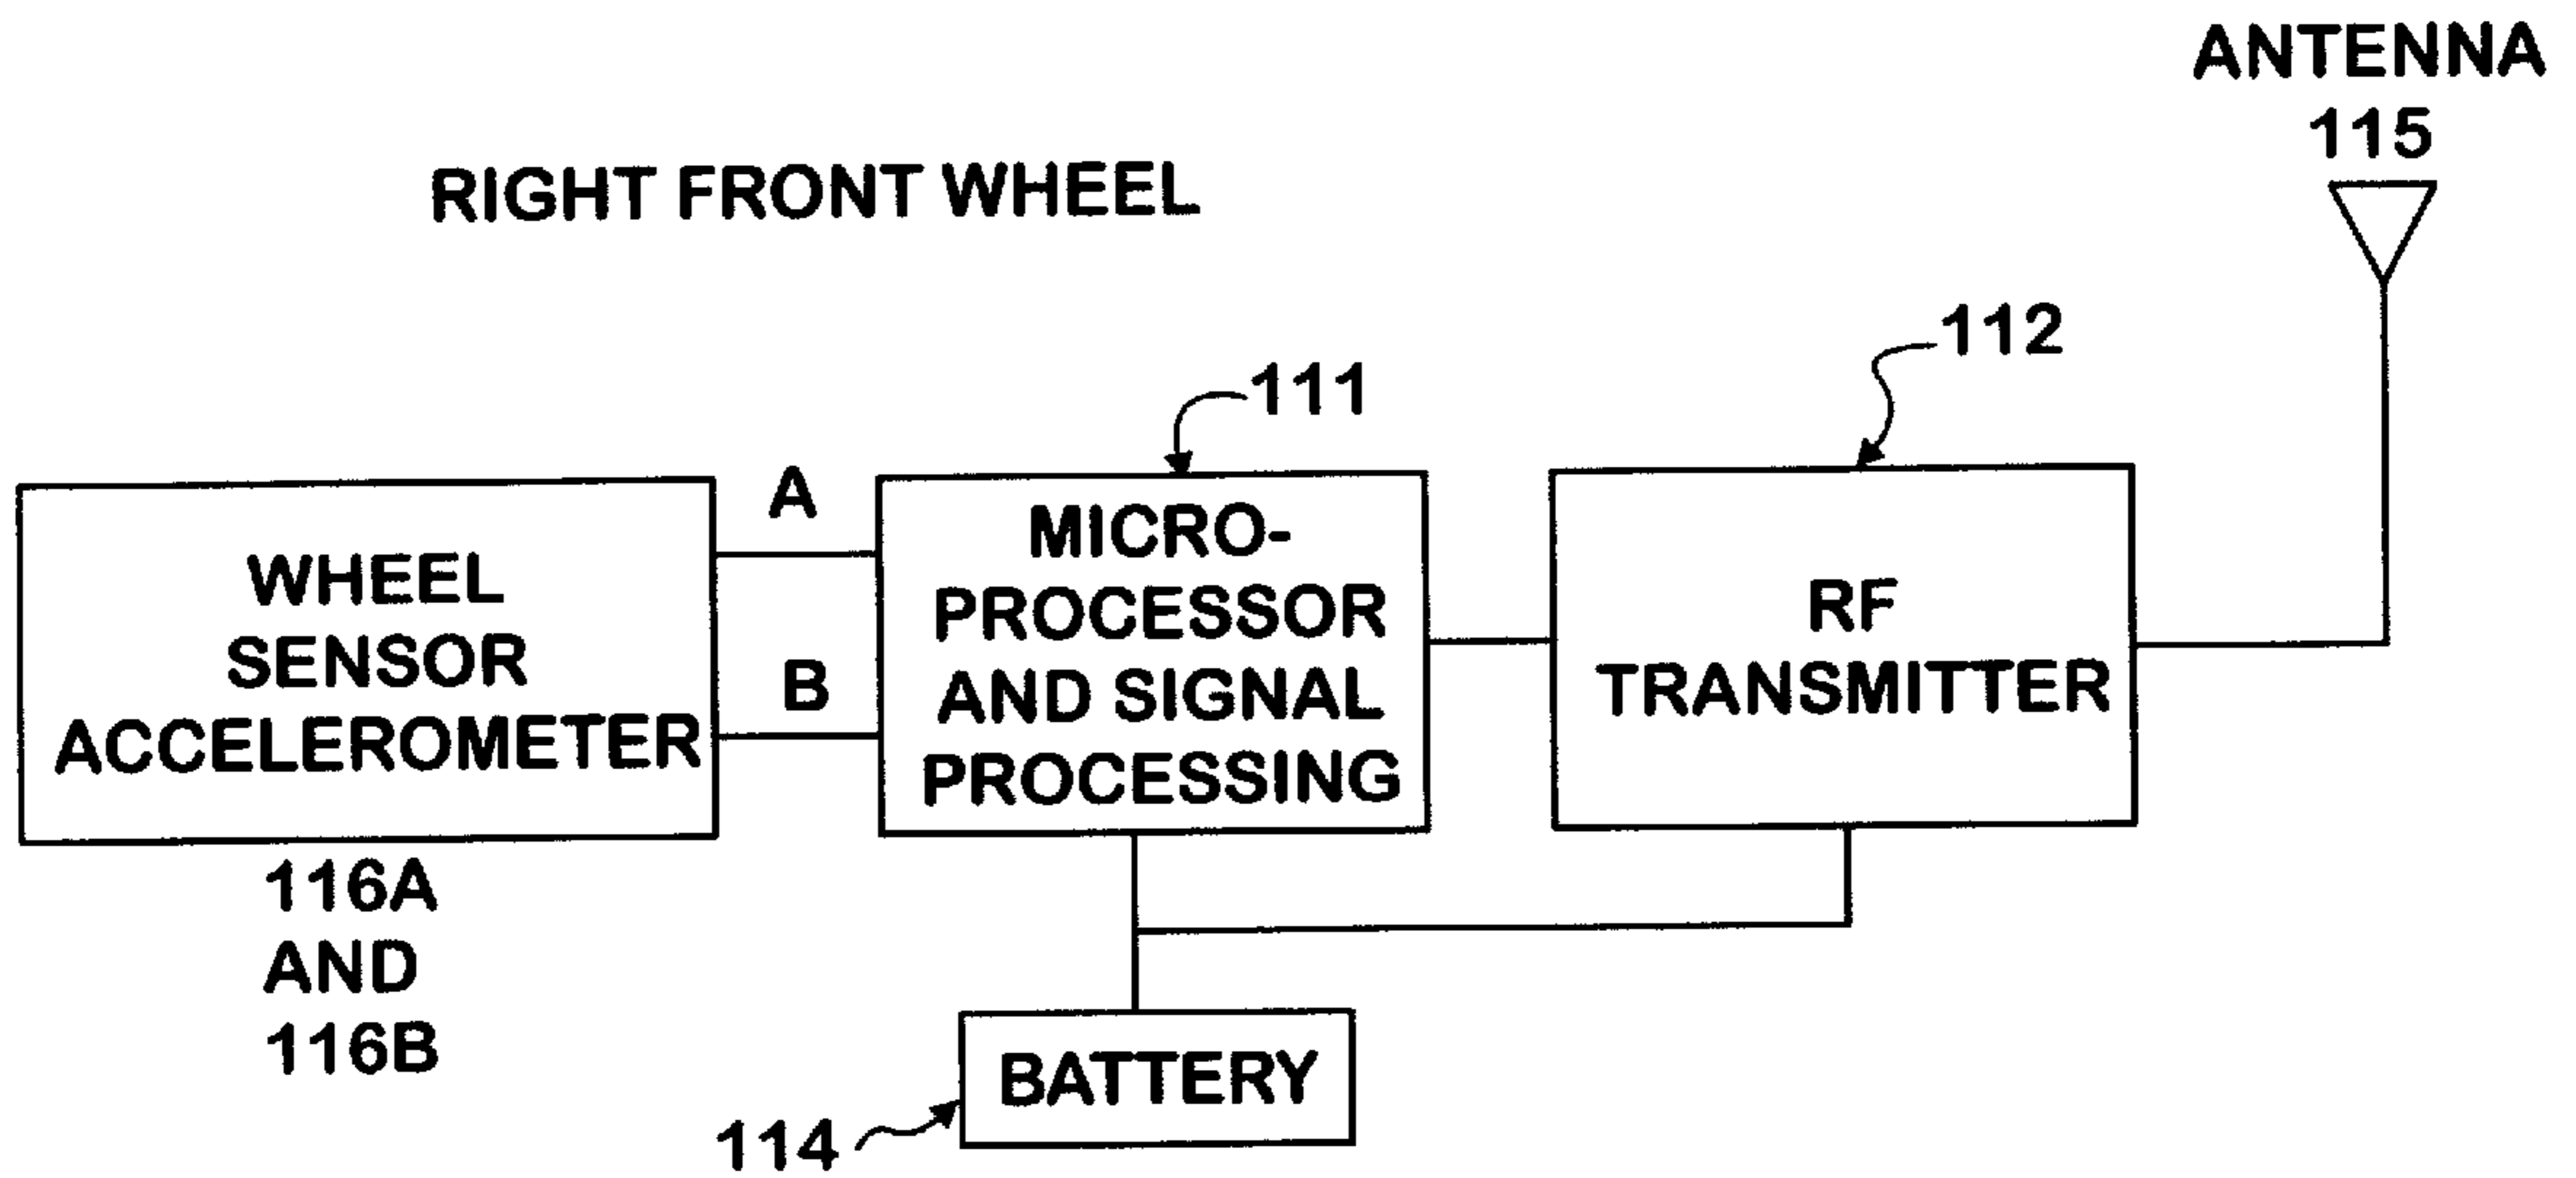 ANTENNA
115
RIGHT FRONT WHEEL
112
111
A
B
WHEEL
SENSOR
ACCELEROMETER
MICRO-
PROCESSOR
AND SIGNAL
PROCESSING
RF
TRANSMITTER
116A
AND
116B
BATTERY
114